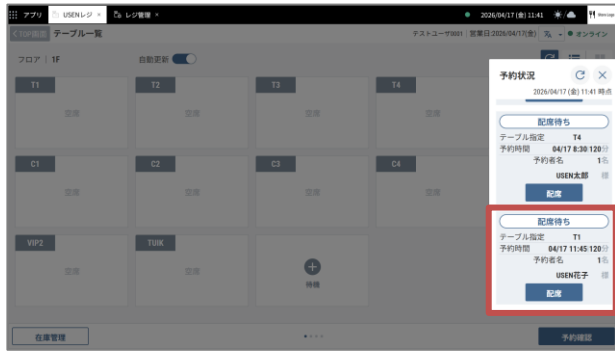 アプリ USENレジ × レジ管理 × 2026/04/17 (金) 11:41
<TOP画面 テーブル一覧 テストユーザ0001 営業日:2026/04/17(金) オンライン
フロア | 1F 自動更新
予約状況
2026/04/17 (金) 11:41 時点
T1 T2 T3 T4
空席 空席 空席 空席
C1 C2 C3 C4
空席 空席 空席 空席
VIP2 TUIK
空席 空席 待機
配席待ち
テーブル指定 T4
予約時間 04/17 8:30 120分
予約者名 1名
USEN太郎 様
配席
配席待ち
テーブル指定 T1
予約時間 04/17 11:45 120分
予約者名 1名
USEN花子 様
配席
在庫管理 予約確認